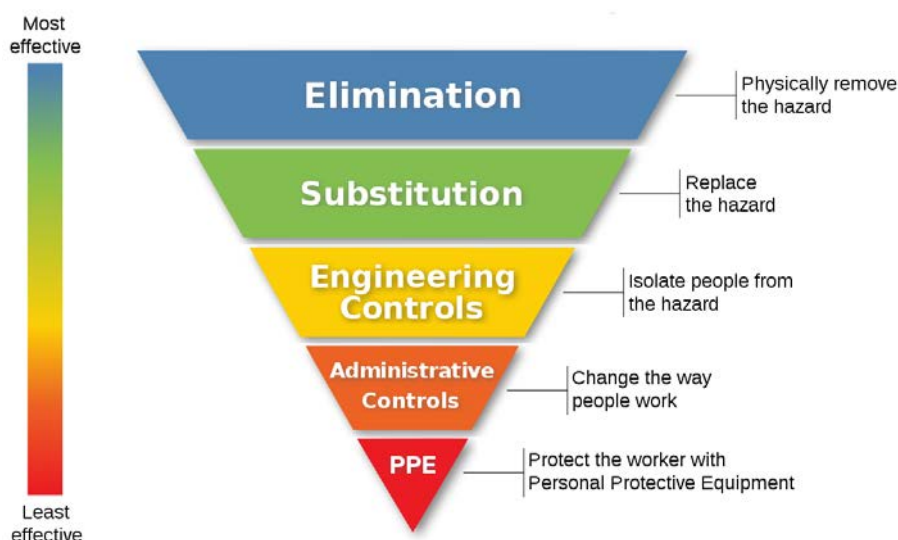 Most
effective
Elimination
Physically remove
the hazard
Substitution
Replace
the hazard
Engineering
Controls
Isolate people from
the hazard
Administrative
Controls
Change the way
people work
PPE
Protect the worker with
Personal Protective Equipment
Least
effective